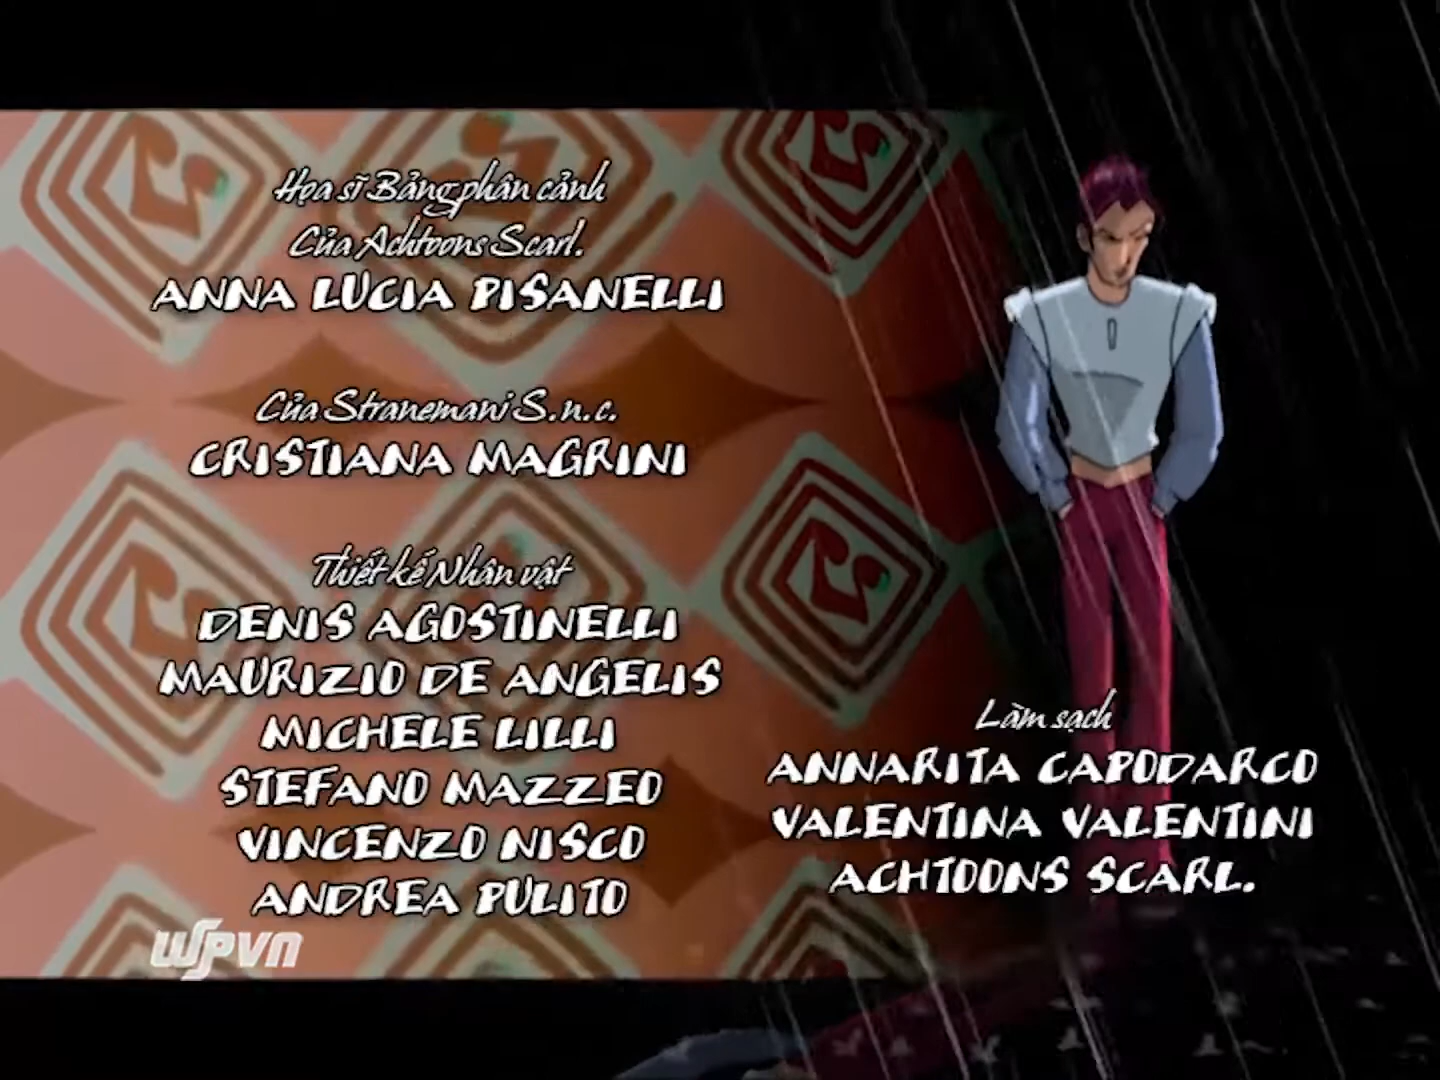 Họa sĩ Bảng phân cảnh
Của Achtoons Scarl.
ANNA LUCIA PISANELLI
Của Stranemani S.n.c.
CRISTIANA MAGRINI
Thiết kế Nhân vật
DENIS AGOSTINELLI
MAURIZIO DE ANGELIS
MICHELE LILLI
STEFANO MAZZEO
VINCENZO NISCO
ANDREA PULITO
Làm sạch
ANNARITA CAPODARCO
VALENTINA VALENTINI
ACHTOONS SCARL.
WSPVN